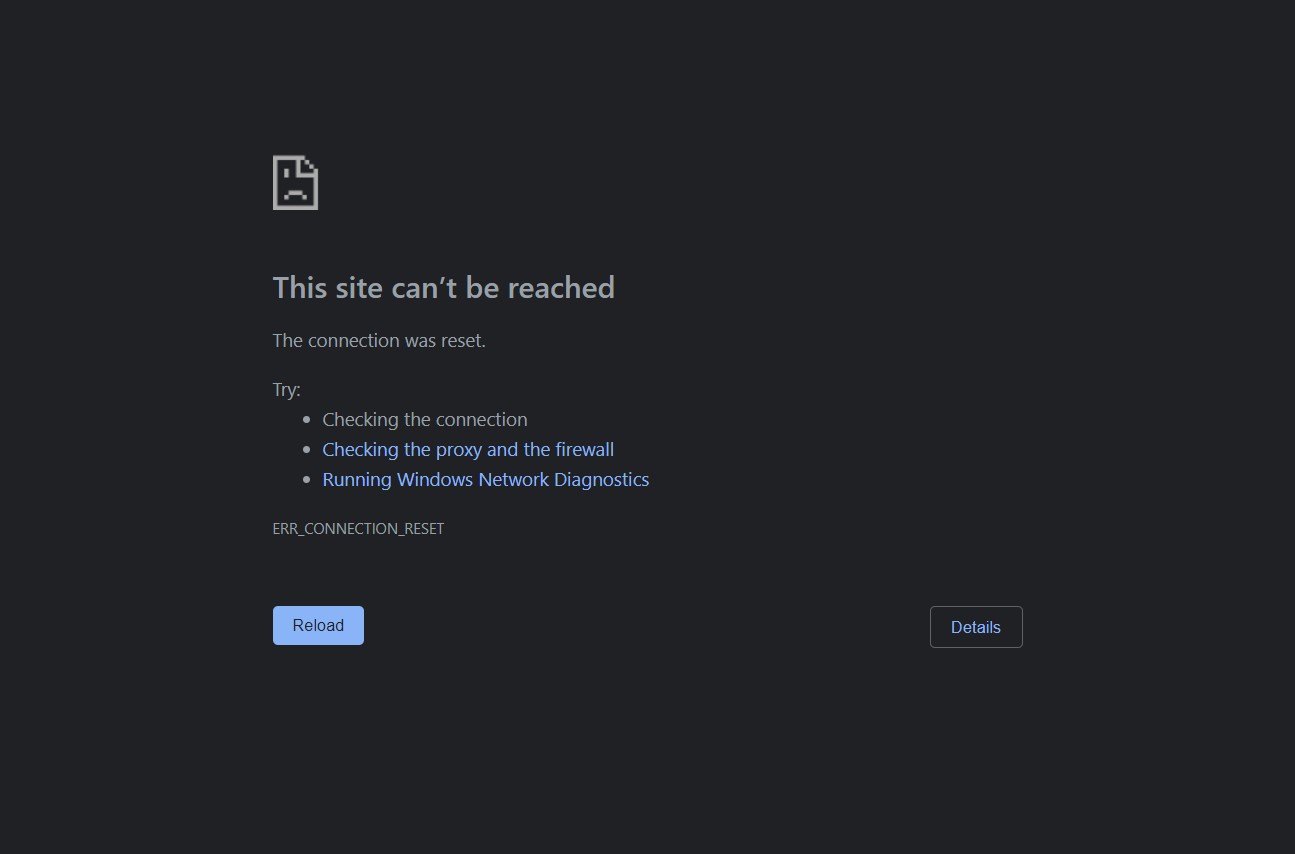 This site can’t be reached
The connection was reset.
Try:
Checking the connection
Checking the proxy and the firewall
Running Windows Network Diagnostics
ERR_CONNECTION_RESET
Reload
Details